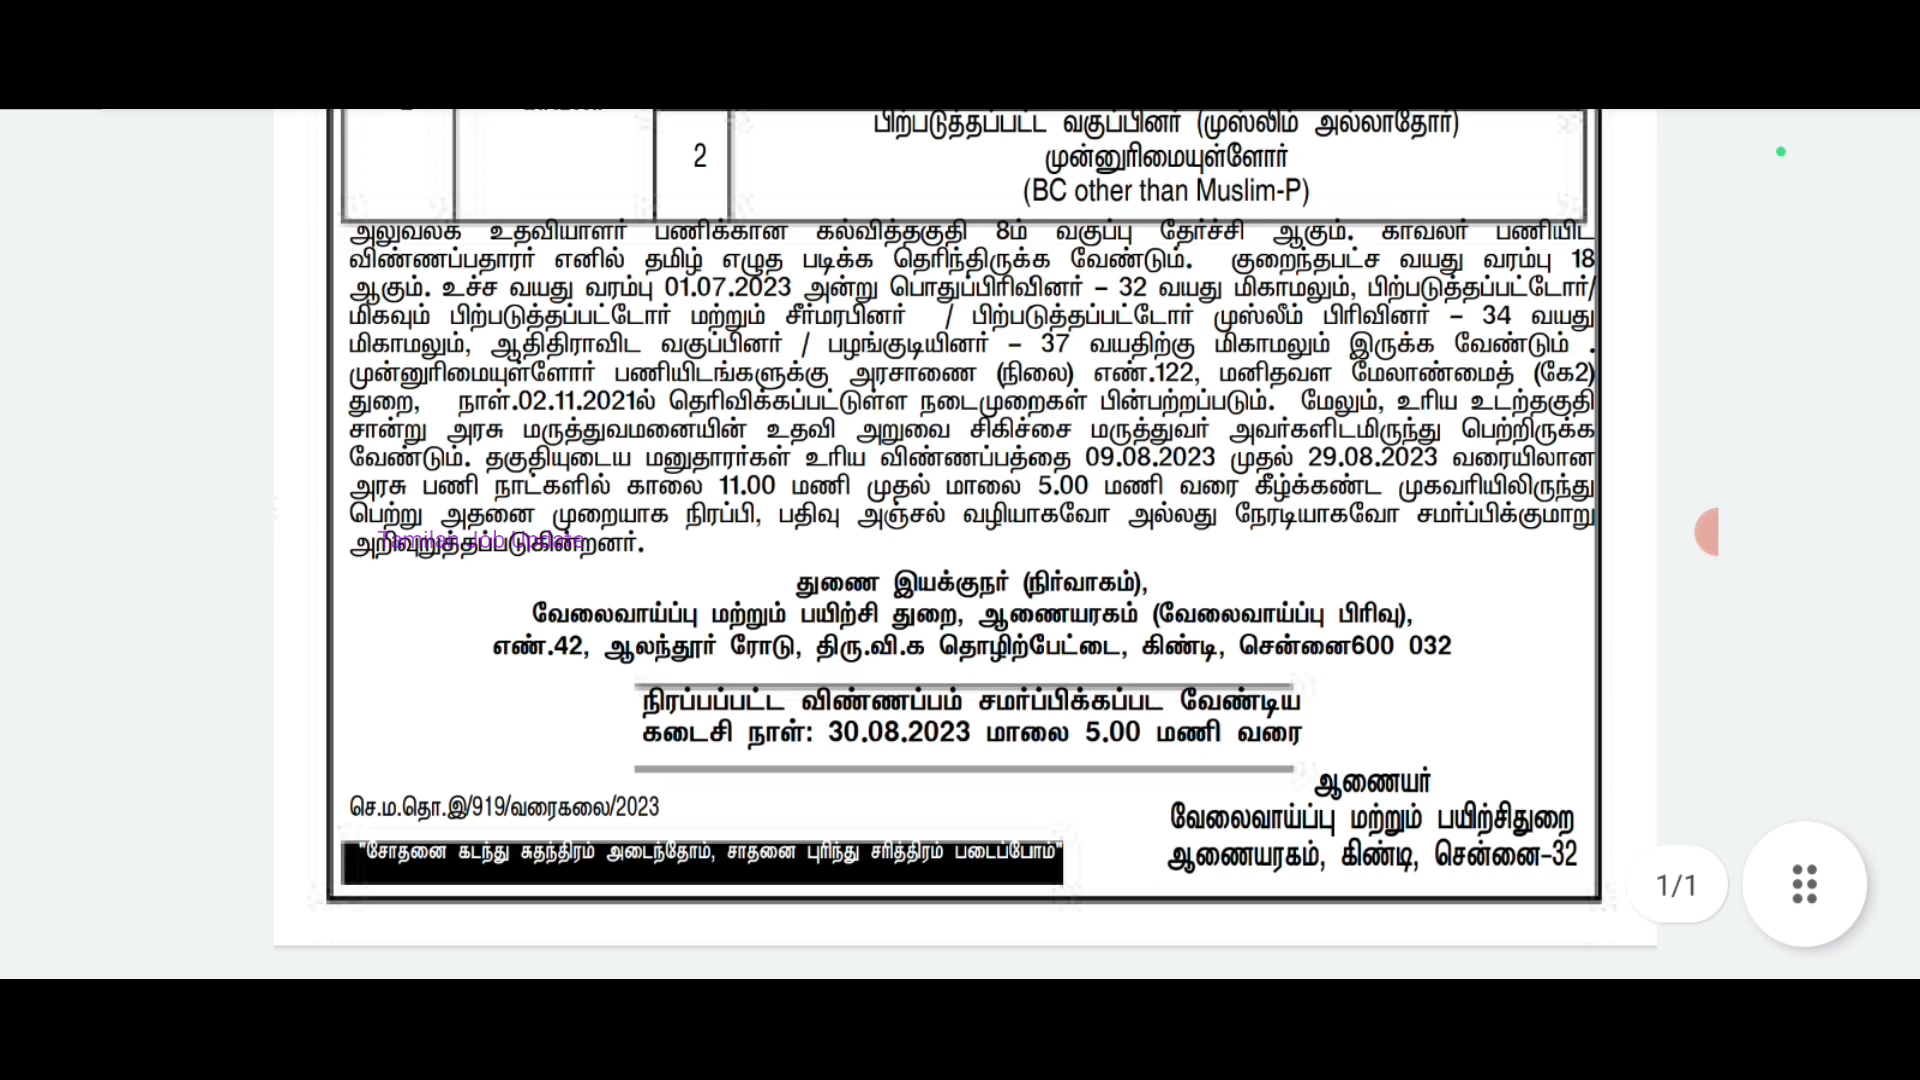 பிற்படுத்தப்பட்ட வகுப்பினர் (முஸ்லிம் அல்லாதோர்)
2
முன்னுரிமையுள்ளோர்
(BC other than Muslim-P)
அலுவலக உதவியாளர் பணிக்கான கல்வித்தகுதி 8ம் வகுப்பு தேர்ச்சி ஆகும். காவலர் பணியிட
விண்ணப்பதாரர் எனில் தமிழ் எழுத படிக்க தெரிந்திருக்க வேண்டும். குறைந்தபட்ச வயது வரம்பு 18
ஆகும். உச்ச வயது வரம்பு 01.07.2023 அன்று பொதுப்பிரிவினர் – 32 வயது மிகாமலும், பிற்படுத்தப்பட்டோர்/
மிகவும் பிற்படுத்தப்பட்டோர் மற்றும் சீர்மரபினர் / பிற்படுத்தப்பட்டோர் முஸ்லீம் பிரிவினர் – 34 வயது
மிகாமலும், ஆதிதிராவிட வகுப்பினர் / பழங்குடியினர் – 37 வயதிற்கு மிகாமலும் இருக்க வேண்டும் .
முன்னுரிமையுள்ளோர் பணியிடங்களுக்கு அரசாணை (நிலை) எண்.122, மனிதவள மேலாண்மைத் (கே2)
துறை, நாள்.02.11.2021ல் தெரிவிக்கப்பட்டுள்ள நடைமுறைகள் பின்பற்றப்படும். மேலும், உரிய உடற்தகுதி
சான்று அரசு மருத்துவமனையின் உதவி அறுவை சிகிச்சை மருத்துவர் அவர்களிடமிருந்து பெற்றிருக்க
வேண்டும். தகுதியுடைய மனுதாரர்கள் உரிய விண்ணப்பத்தை 09.08.2023 முதல் 29.08.2023 வரையிலான
அரசு பணி நாட்களில் காலை 11.00 மணி முதல் மாலை 5.00 மணி வரை கீழ்க்கண்ட முகவரியிலிருந்து
பெற்று அதனை முறையாக நிரப்பி, பதிவு அஞ்சல் வழியாகவோ அல்லது நேரடியாகவோ சமர்ப்பிக்குமாறு
அறிவுறுத்தப்படுகின்றனர்.
Tamilan Job Update
துணை இயக்குநர் (நிர்வாகம்),
வேலைவாய்ப்பு மற்றும் பயிற்சி துறை, ஆணையரகம் (வேலைவாய்ப்பு பிரிவு),
எண்.42, ஆலந்தூர் ரோடு, திரு.வி.க தொழிற்பேட்டை, கிண்டி, சென்னை600 032
நிரப்பப்பட்ட விண்ணப்பம் சமர்ப்பிக்கப்பட வேண்டிய
கடைசி நாள்: 30.08.2023 மாலை 5.00 மணி வரை
ஆணையர்
செ.ம.தொ.இ/919/வரைகலை/2023
வேலைவாய்ப்பு மற்றும் பயிற்சிதுறை
"சோதனை கடந்து சுதந்திரம் அடைந்தோம், சாதனை புரிந்து சரித்திரம் படைப்போம்"
ஆணையரகம், கிண்டி, சென்னை–32
1/1